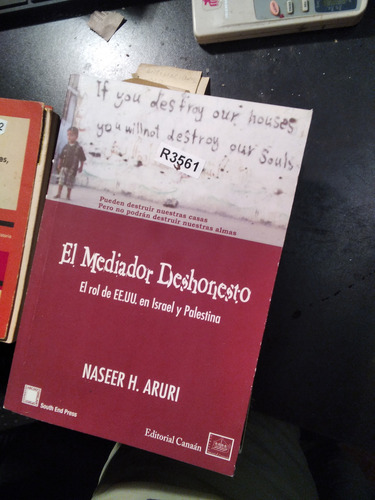 If you destroy our houses
you will not destroy our souls
R3561
Pueden destruir nuestras casas
Pero no podrán destruir nuestras almas
El Mediador Deshonesto
El rol de EE.UU. en Israel y Palestina
NASEER H. ARURI
South End Press
Editorial Canaán
2
as,